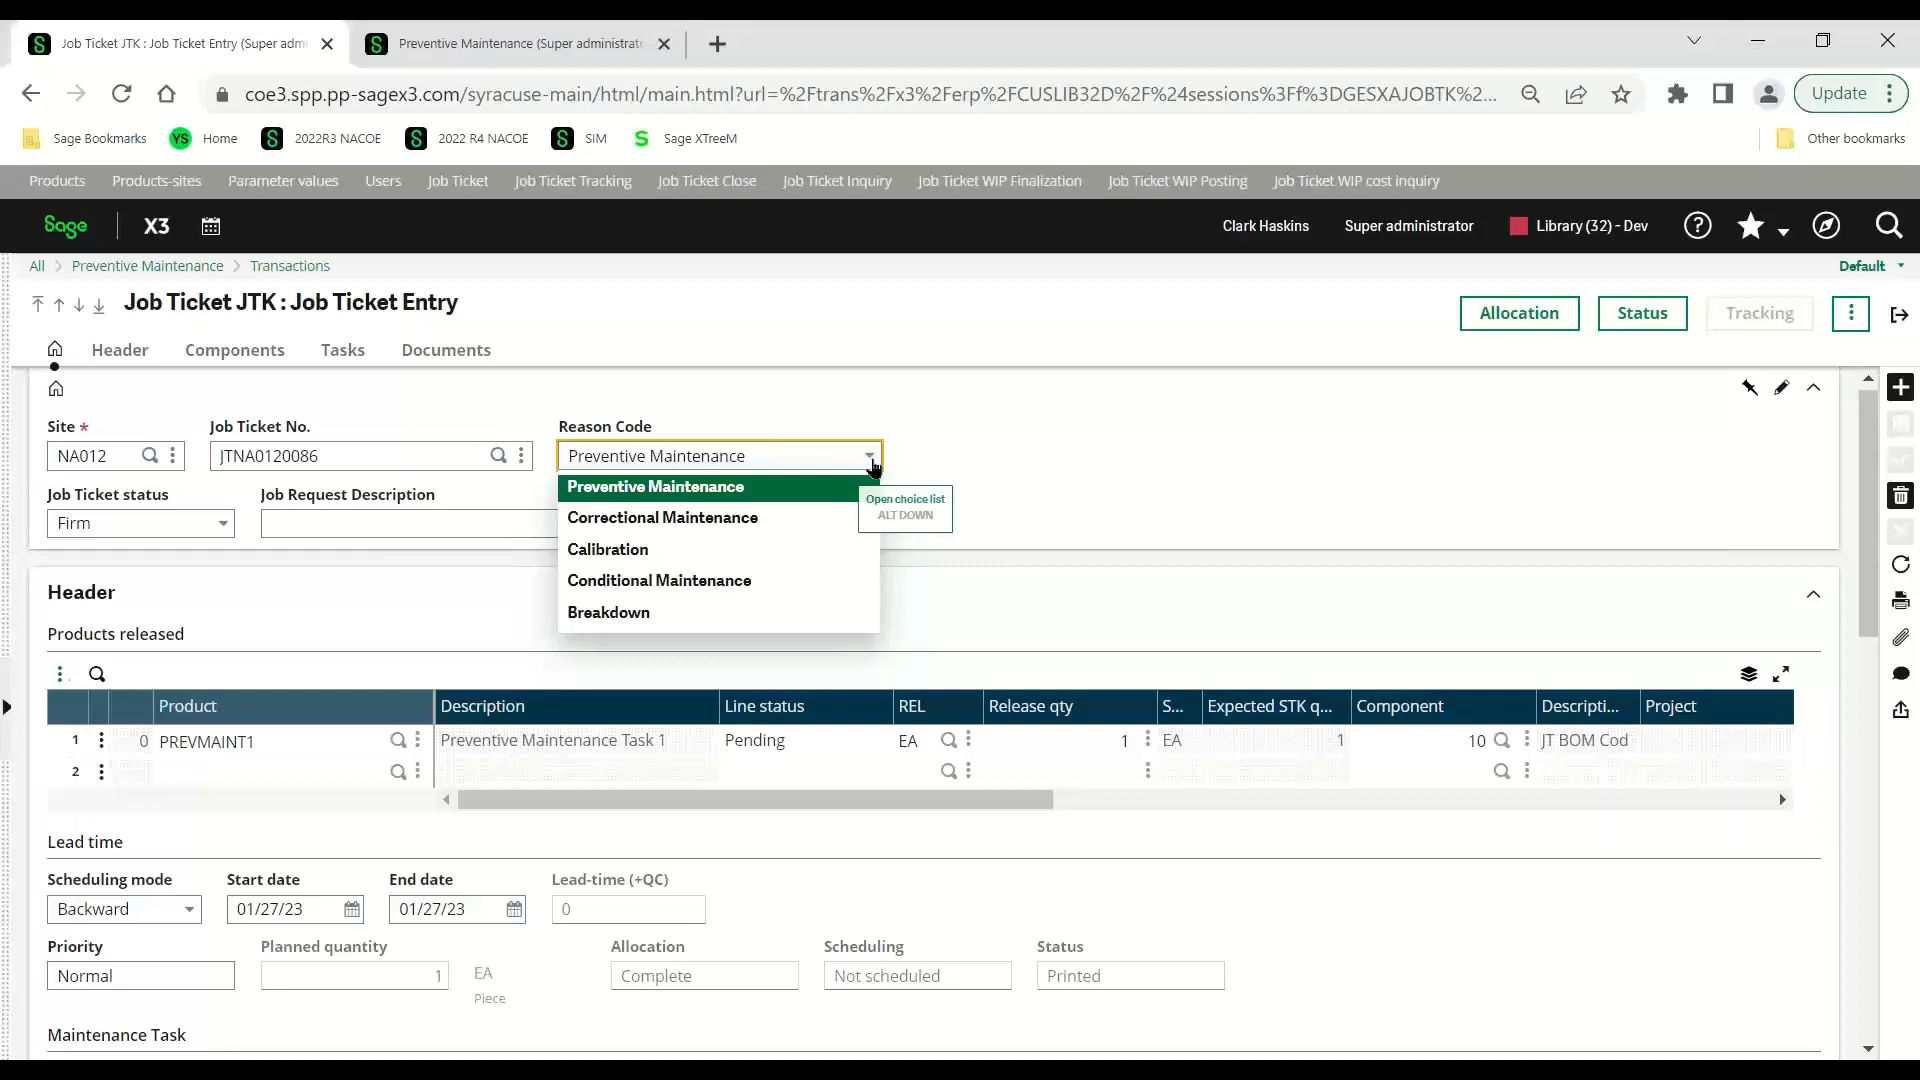 Job Ticket JTK : Job Ticket Entry (Super admi
Preventive Maintenance (Super administrato
coe3.spp.pp-sagex3.com/syracuse-main/html/main.html?url=%2Ftrans%2Fx3%2Ferp%2FCUSLIB32D%2F%24sessions%3Ff%3DGESXAJOBTK%2...
Update
Sage Bookmarks
YS Home
2022R3 NACOE
2022 R4 NACOE
SIM
Sage XTreeM
Other bookmarks
Products Products-sites Parameter values Users Job Ticket Job Ticket Tracking Job Ticket Close Job Ticket Inquiry Job Ticket WIP Finalization Job Ticket WIP Posting Job Ticket WIP cost inquiry
Sage X3 Clark Haskins Super administrator Library (32) - Dev
All Preventive Maintenance Transactions Default
Job Ticket JTK : Job Ticket Entry
Allocation Status Tracking
Header Components Tasks Documents
Site * Job Ticket No. Reason Code
NA012 JTNA0120086 Preventive Maintenance
Preventive Maintenance
Correctional Maintenance
Calibration
Conditional Maintenance
Breakdown
Open choice list
ALT DOWN
Job Ticket status Job Request Description
Firm
Header
Products released
Product Description Line status REL Release qty S... Expected STK q... Component Descripti... Project
1 0 PREVMAINT1 Preventive Maintenance Task 1 Pending EA 1 EA 1 10 JT BOM Cod
2
Lead time
Scheduling mode Start date End date Lead-time (+QC)
Backward 01/27/23 01/27/23 0
Priority Planned quantity Allocation Scheduling Status
Normal 1 EA Complete Not scheduled Printed
Piece
Maintenance Task